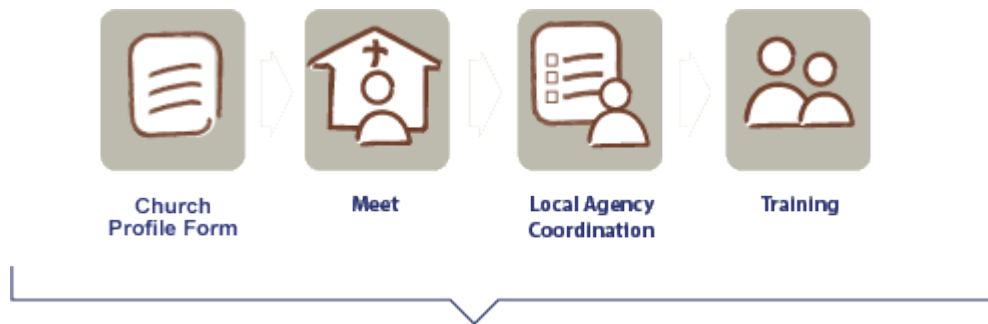 Church
Profile Form
Meet
Local Agency
Coordination
Training